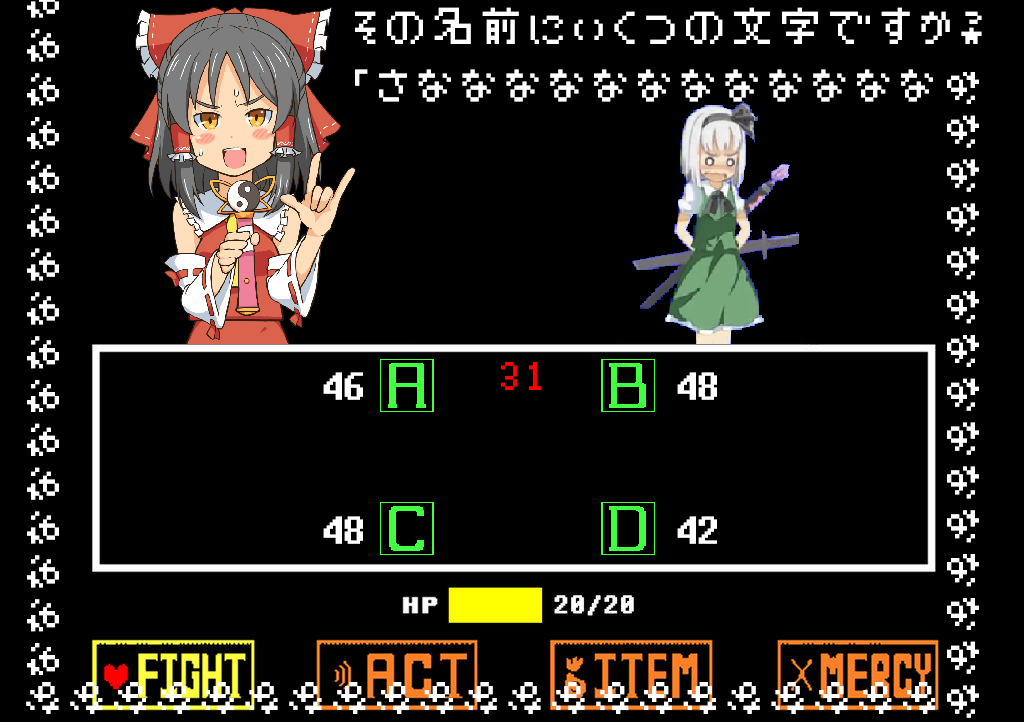 その名前にいくつの文字ですか
「さなななななななななななな
46 A 31 B 48
48 C D 42
HP 20/20
FIGHT ACT ITEM MERCY